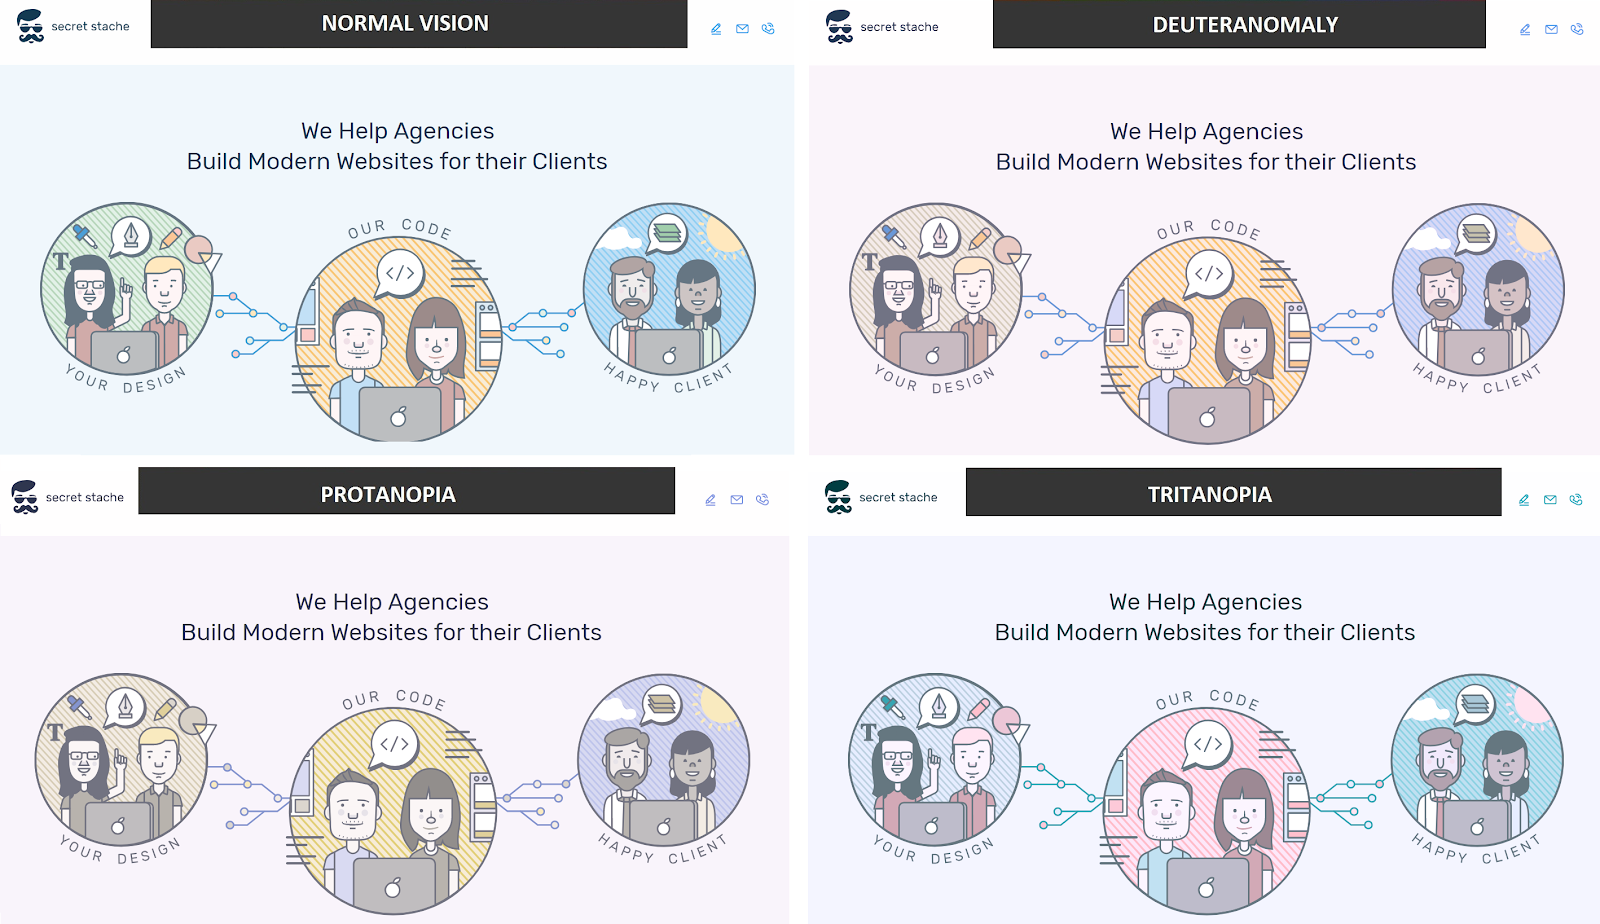 secret stache
NORMAL VISION
We Help Agencies
Build Modern Websites for their Clients
T
OUR CODE
</>
YOUR DESIGN
HAPPY CLIENT
secret stache
DEUTERANOMALY
We Help Agencies
Build Modern Websites for their Clients
T
OUR CODE
</>
YOUR DESIGN
HAPPY CLIENT
secret stache
PROTANOPIA
We Help Agencies
Build Modern Websites for their Clients
T
OUR CODE
</>
YOUR DESIGN
HAPPY CLIENT
secret stache
TRITANOPIA
We Help Agencies
Build Modern Websites for their Clients
T
OUR CODE
</>
YOUR DESIGN
HAPPY CLIENT